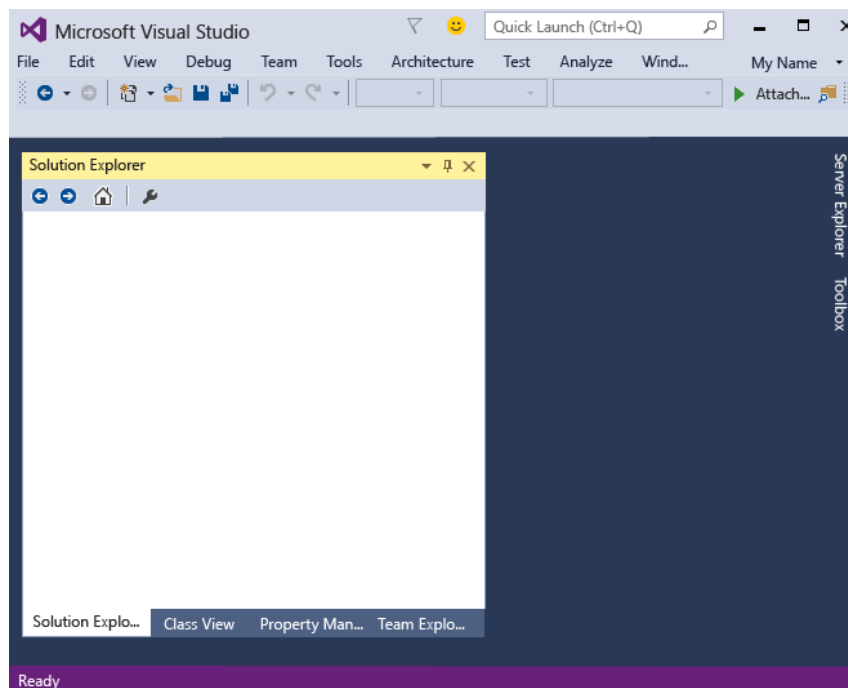 Microsoft Visual Studio Quick Launch (Ctrl+Q)
File Edit View Debug Team Tools Architecture Test Analyze Wind... My Name
Attach...
Solution Explorer
Server Explorer
Toolbox
Solution Explo... Class View Property Man... Team Explo...
Ready